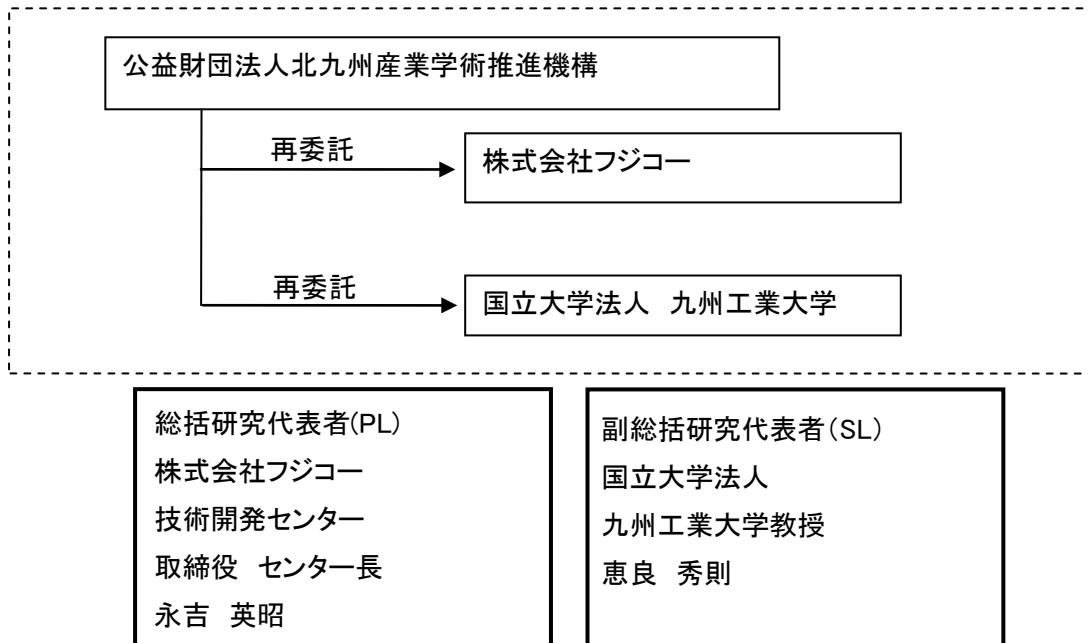 公益財団法人北九州産業学術推進機構
再委託
株式会社フジコー
再委託
国立大学法人　九州工業大学
総括研究代表者(PL)
株式会社フジコー
技術開発センター
取締役　センター長
永吉　英昭
副総括研究代表者（SL）
国立大学法人
九州工業大学教授
恵良　秀則